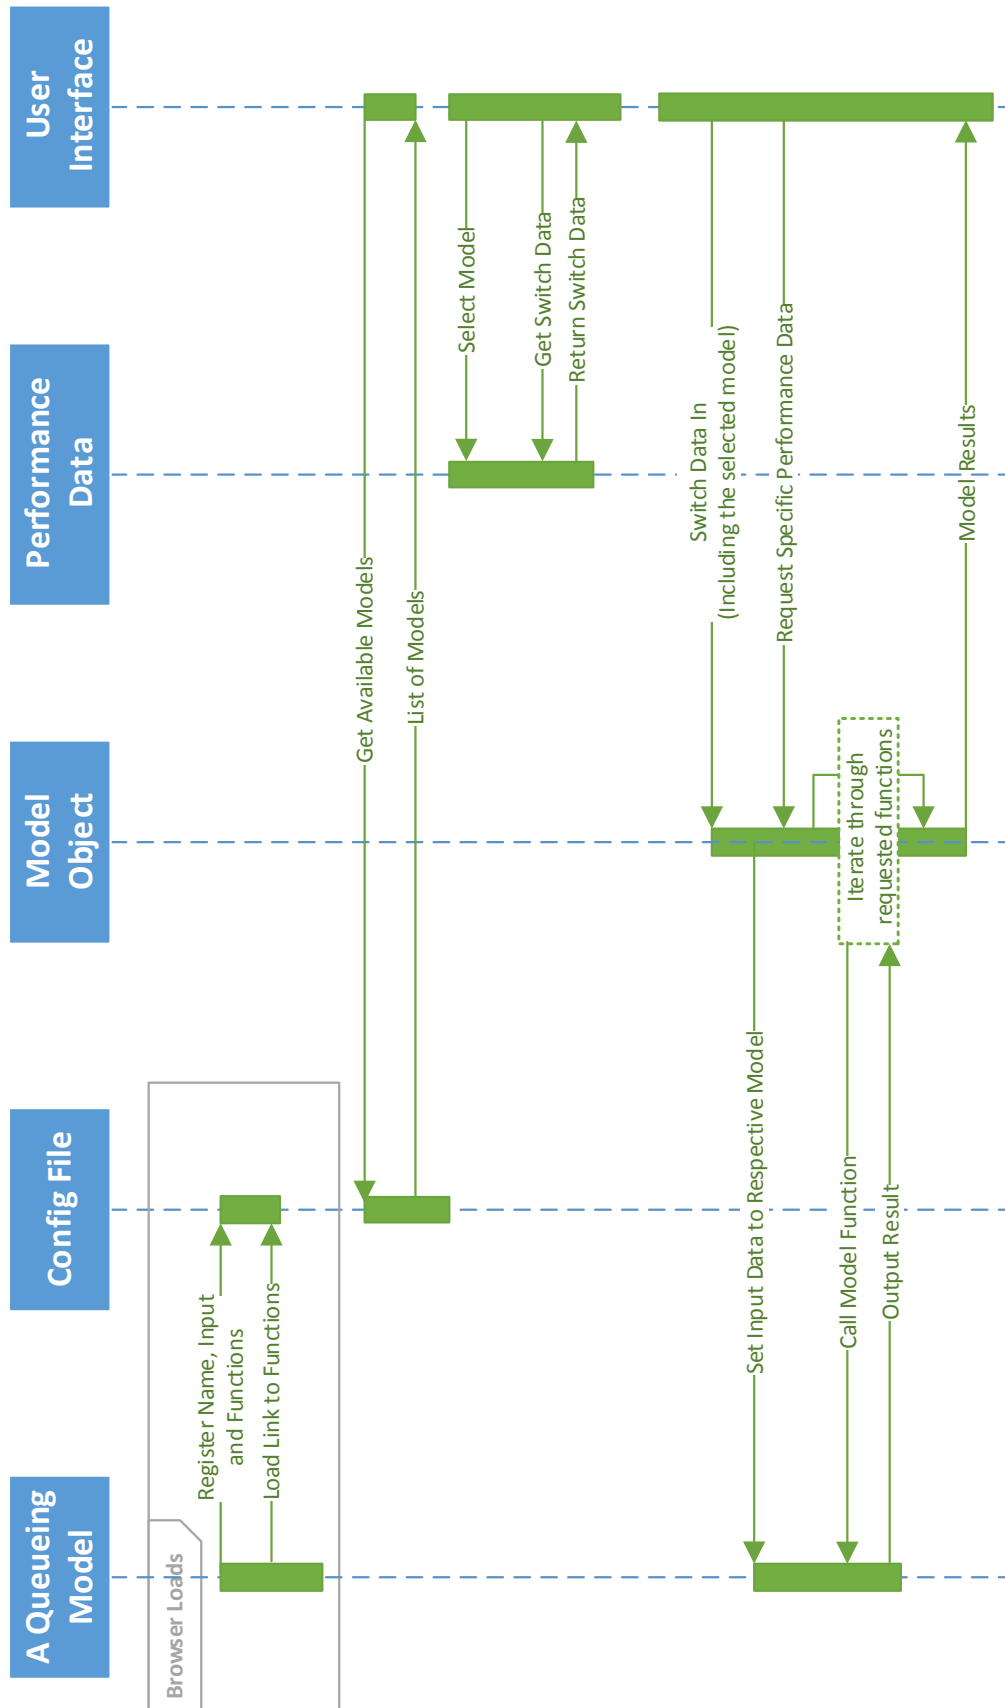 A Queueing
Model
Config File
Model
Object
Performance
Data
User
Interface
Browser Loads
Register Name, Input
and Functions
Load Link to Functions
Get Available Models
List of Models
Select Model
Get Switch Data
Return Switch Data
Switch Data In
(Including the selected model)
Set Input Data to Respective Model
Request Specific Performance Data
Iterate through
requested functions
Call Model Function
Output Result
Model Results